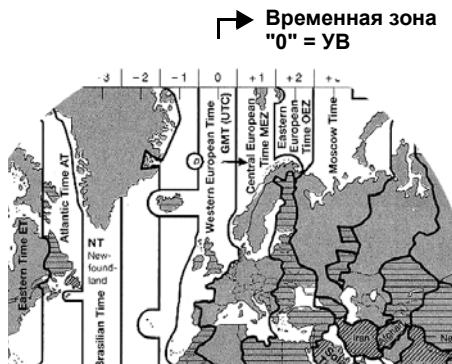 Временная зона
"0" = УВ
-3 -2 -1 0 +1 +2
Eastern Time ET
Atlantic Time AT
NT
New-
found-
land
Brasilian Time
Western European Time
GMT (UTC)
Central European
Time MEZ
Eastern
European
Time OEZ
Moscow Time
Iran